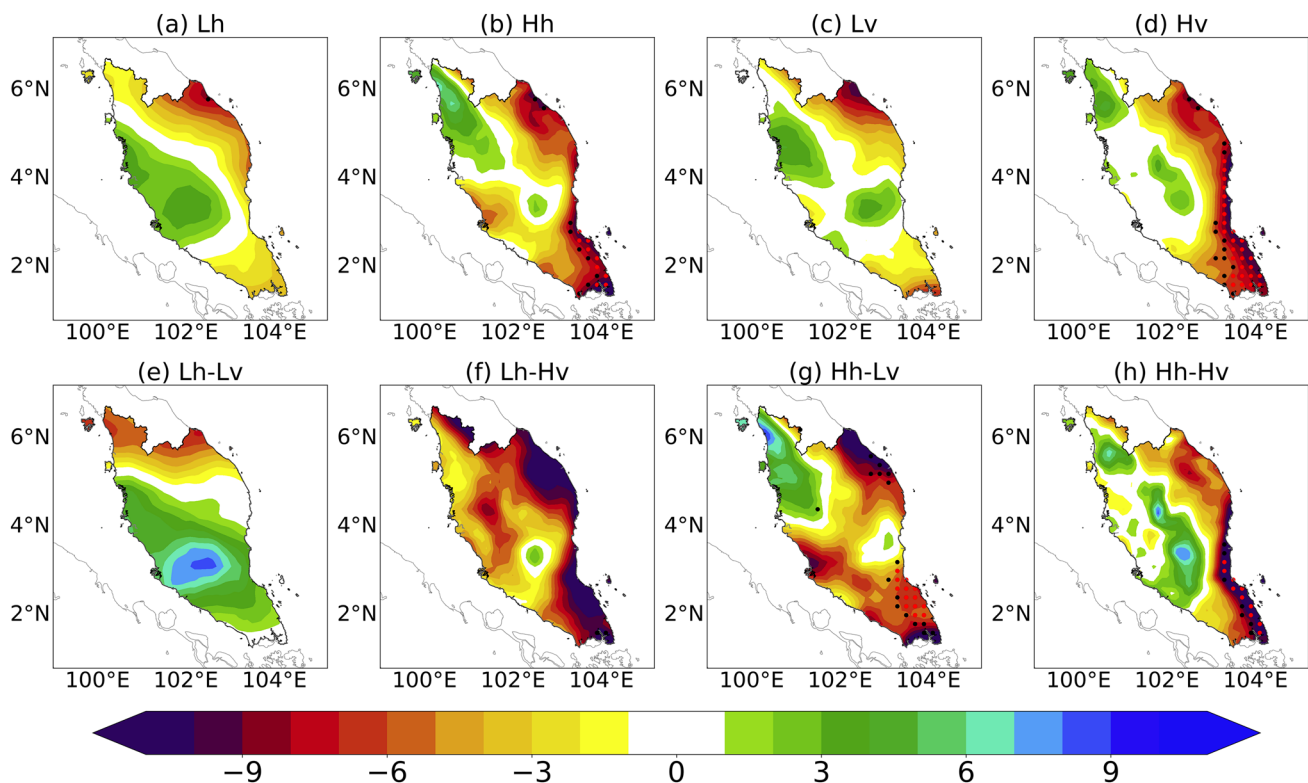 (a) Lh (b) Hh (c) Lv (d) Hv
6°N 6°N 6°N 6°N
4°N 4°N 4°N 4°N
2°N 2°N 2°N 2°N
100°E 102°E 104°E 100°E 102°E 104°E 100°E 102°E 104°E 100°E 102°E 104°E
(e) Lh-Lv (f) Lh-Hv (g) Hh-Lv (h) Hh-Hv
6°N 6°N 6°N 6°N
4°N 4°N 4°N 4°N
2°N 2°N 2°N 2°N
100°E 102°E 104°E 100°E 102°E 104°E 100°E 102°E 104°E 100°E 102°E 104°E
−9 −6 −3 0 3 6 9